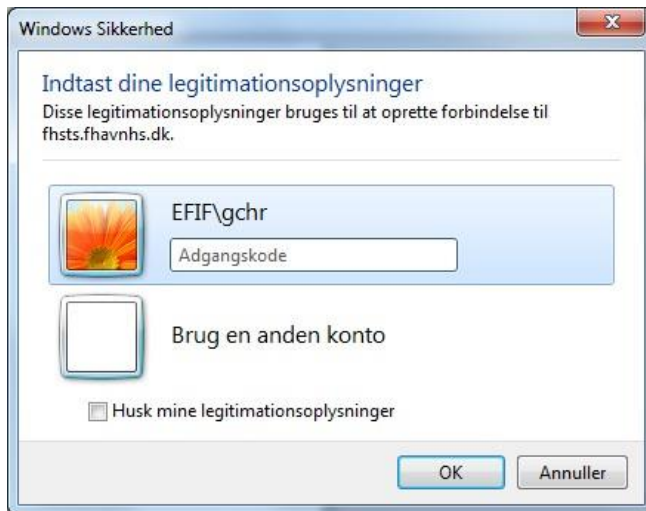 Windows Sikkerhed
Indtast dine legitimationsoplysninger
Disse legitimationsoplysninger bruges til at oprette forbindelse til
fhsts.fhavnhs.dk.
EFIF\gchr
Adgangskode
Brug en anden konto
Husk mine legitimationsoplysninger
OK Annuller